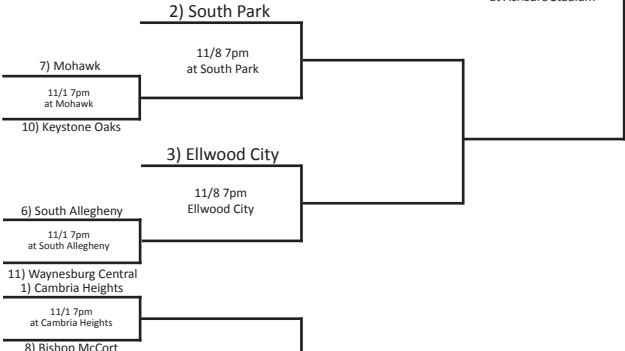 2) South Park
11/8 7pm
at South Park
7) Mohawk
11/1 7pm
at Mohawk
10) Keystone Oaks
3) Ellwood City
11/8 7pm
Ellwood City
6) South Allegheny
11/1 7pm
at South Allegheny
11) Waynesburg Central
1) Cambria Heights
11/1 7pm
at Cambria Heights
8) Bishop McCort